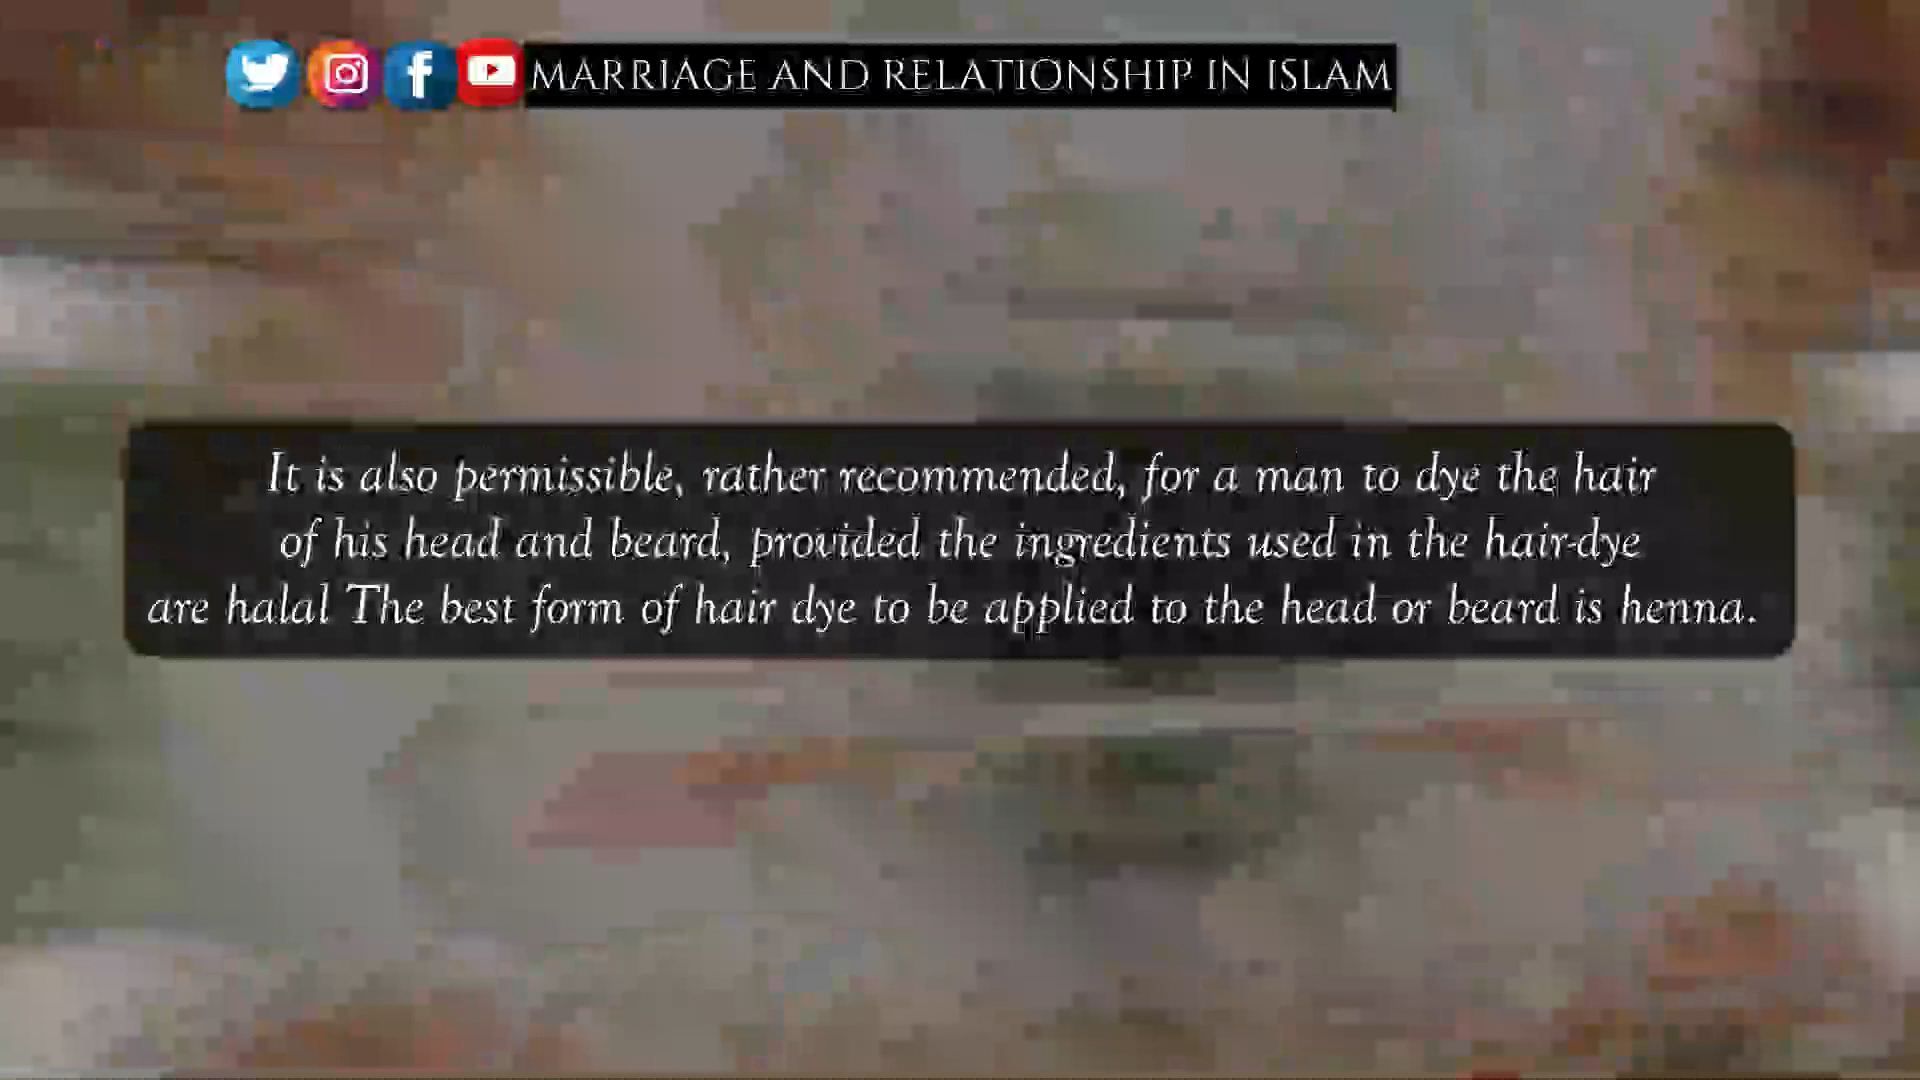 MARRIAGE AND RELATIONSHIP IN ISLAM
It is also permissible, rather recommended, for a man to dye the hair
of his head and beard, provided the ingredients used in the hair-dye
are halal The best form of hair dye to be applied to the head or beard is henna.